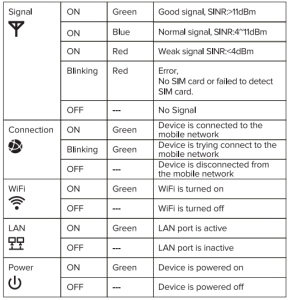 Signal ON Green Good signal, SINR:>11dBm
ON Blue Normal signal, SINR:4~11dBm
ON Red Weak signal SINR:<4dBm
Blinking Red Error,
No SIM card or failed to detect
SIM card.
OFF --- No Signal
Connection ON Green Device is connected to the
mobile network
Blinking Green Device is trying connect to the
mobile network
OFF --- Device is disconnected from
the mobile network
WiFi ON Green WiFi is turned on
OFF --- WiFi is turned off
LAN ON Green LAN port is active
OFF --- LAN port is inactive
Power ON Green Device is powered on
OFF --- Device is powered off